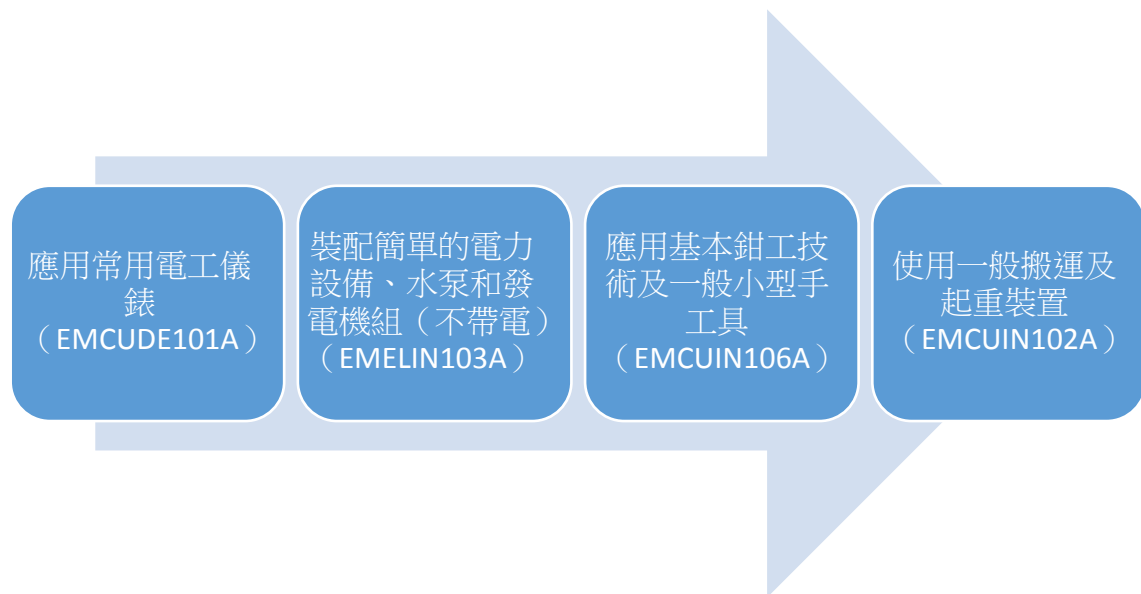 應用常用電工儀
錶
（EMCUDE101A）
裝配簡單的電力
設備、水泵和發
電機組（不帶電）
（EMELIN103A）
應用基本鉗工技
術及一般小型手
工具
（EMCUIN106A）
使用一般搬運及
起重裝置
（EMCUIN102A）